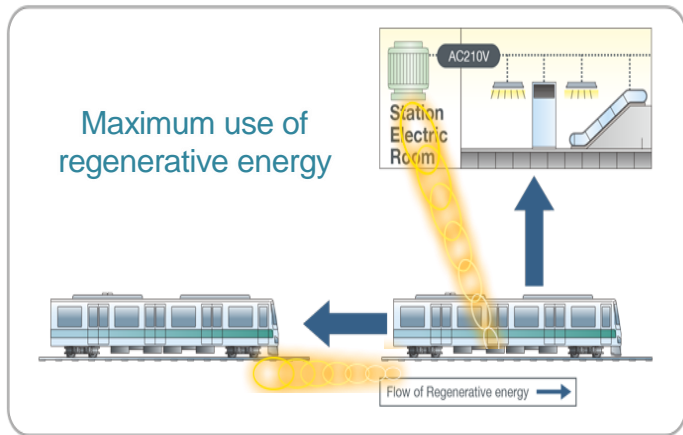 Maximum use of
regenerative energy
AC210V
Station
Electric
Room
Flow of Regenerative energy